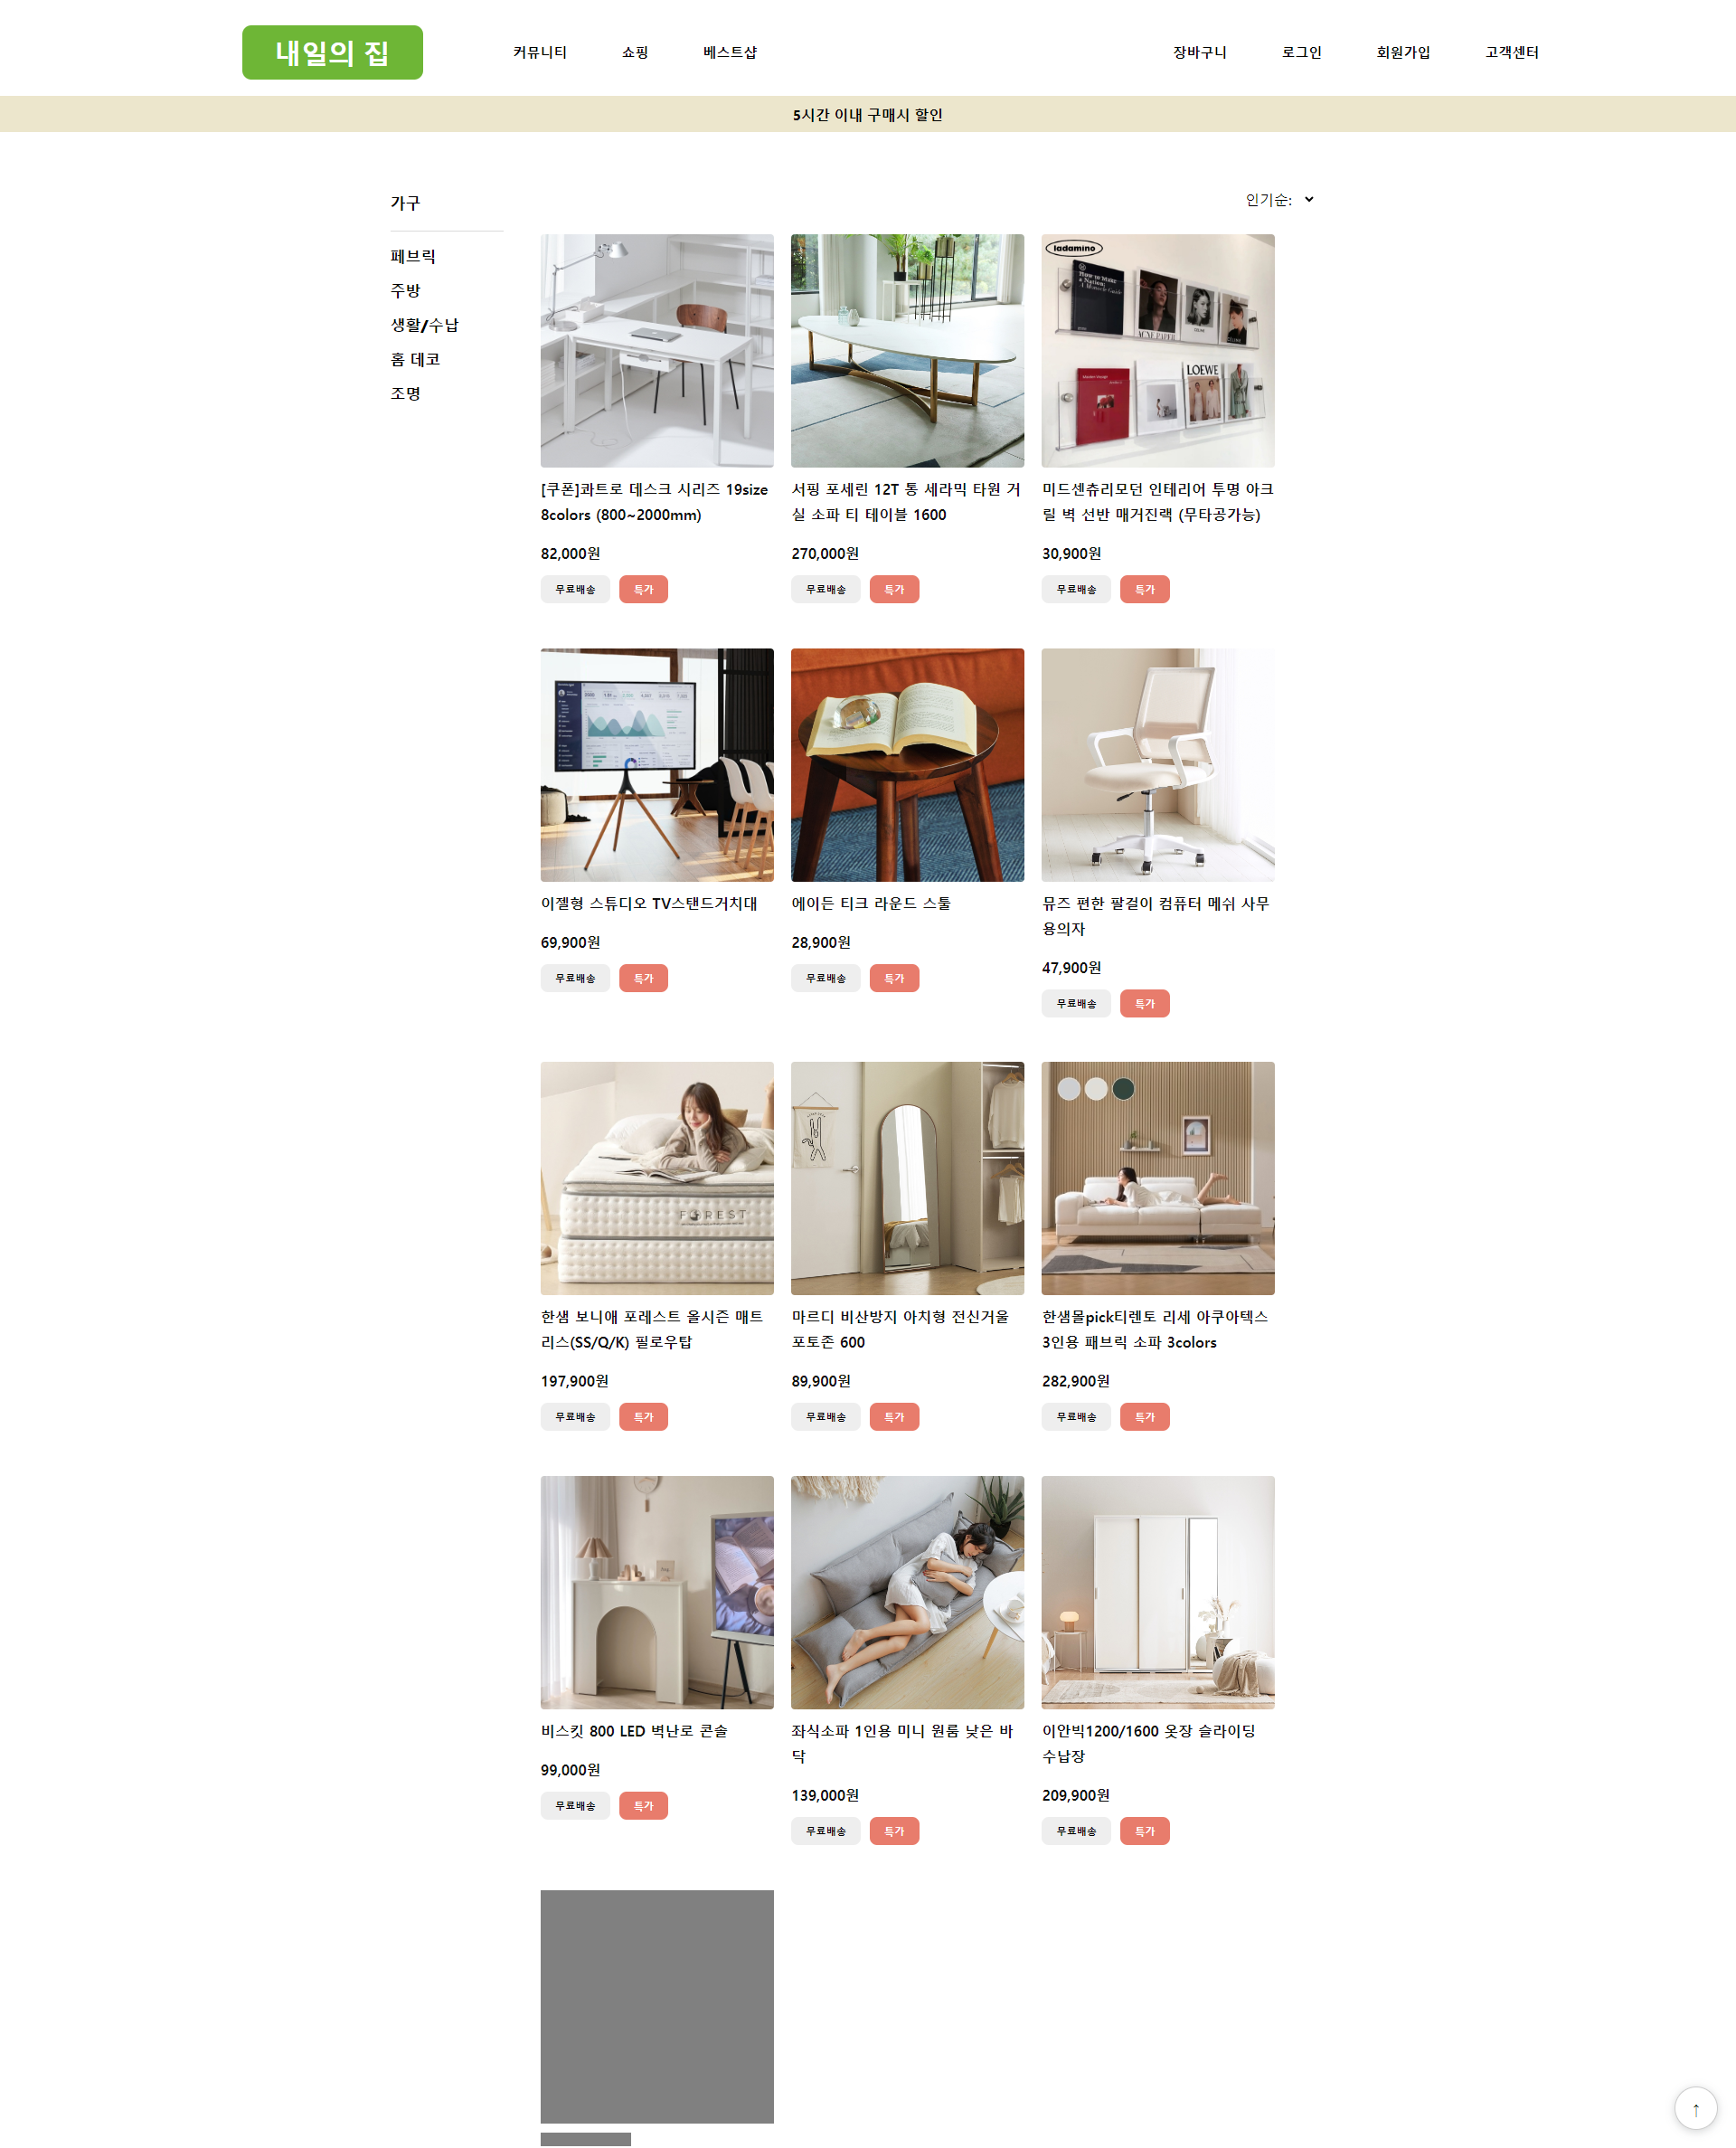 내일의 집
커뮤니티
쇼핑
베스트샵
장바구니
로그인
회원가입
고객센터
5시간 이내 구매시 할인
가구
페브릭
주방
생활/수납
홈 데코
조명
인기순:
ladamino
LOEWE
[쿠폰]콰트로 데스크 시리즈 19size
8colors (800~2000mm)
82,000원
무료배송 특가
서핑 포세린 12T 통 세라믹 타원 거
실 소파 티 테이블 1600
270,000원
무료배송 특가
미드센츄리모던 인테리어 투명 아크
릴 벽 선반 매거진랙 (무타공가능)
30,900원
무료배송 특가
이젤형 스튜디오 TV스탠드거치대
69,900원
무료배송 특가
에이든 티크 라운드 스툴
28,900원
무료배송 특가
뮤즈 편한 팔걸이 컴퓨터 메쉬 사무
용의자
47,900원
무료배송 특가
FOREST
한샘 보니애 포레스트 올시즌 매트
리스(SS/Q/K) 필로우탑
197,900원
무료배송 특가
마르디 비산방지 아치형 전신거울
포토존 600
89,900원
무료배송 특가
한샘몰pick티렌토 리세 아쿠아텍스
3인용 패브릭 소파 3colors
282,900원
무료배송 특가
비스킷 800 LED 벽난로 콘솔
99,000원
무료배송 특가
좌식소파 1인용 미니 원룸 낮은 바
닥
139,000원
무료배송 특가
이안빅1200/1600 옷장 슬라이딩
수납장
209,900원
무료배송 특가
↑